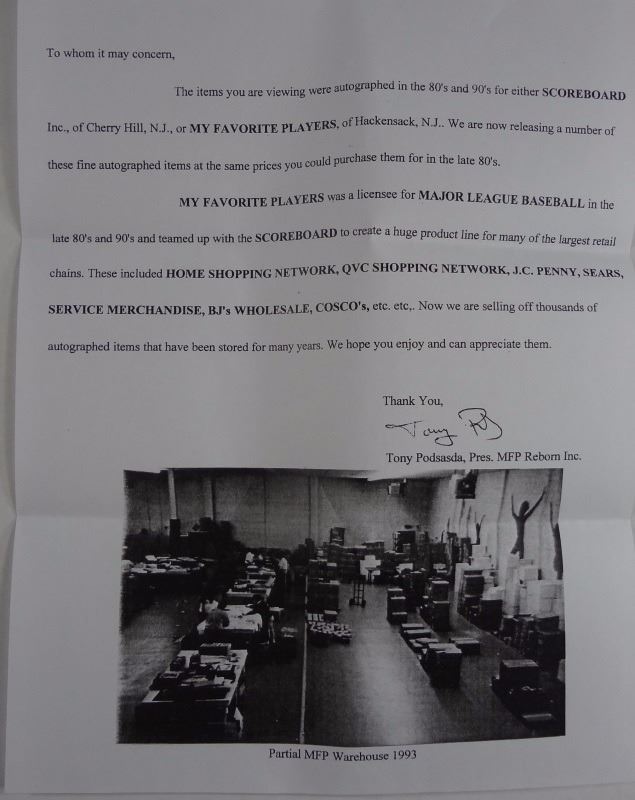 To whom it may concern,
The items you are viewing were autographed in the 80's and 90's for either SCOREBOARD
Inc., of Cherry Hill, N.J., or MY FAVORITE PLAYERS, of Hackensack, N.J.. We are now releasing a number of
these fine autographed items at the same prices you could purchase them for in the late 80's.
MY FAVORITE PLAYERS was a licensee for MAJOR LEAGUE BASEBALL in the
late 80's and 90's and teamed up with the SCOREBOARD to create a huge product line for many of the largest retail
chains. These included HOME SHOPPING NETWORK, QVC SHOPPING NETWORK, J.C. PENNY, SEARS,
SERVICE MERCHANDISE, BJ's WHOLESALE, COSCO's, etc. etc,. Now we are selling off thousands of
autographed items that have been stored for many years. We hope you enjoy and can appreciate them.
Thank You,
Tony
Tony Podsasda, Pres. MFP Reborn Inc.
Partial MFP Warehouse 1993